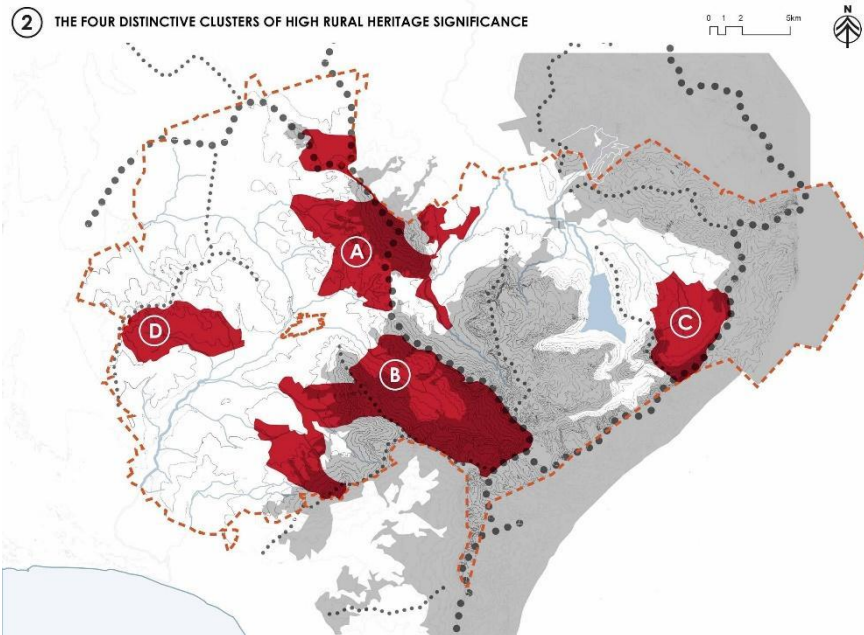 2 THE FOUR DISTINCTIVE CLUSTERS OF HIGH RURAL HERITAGE SIGNIFICANCE
0 1 2 5km
N
A
D
C
B